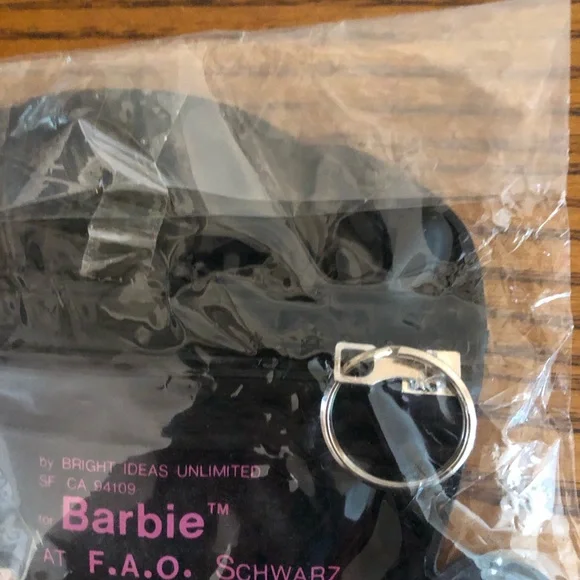 by BRIGHT IDEAS UNLIMITED
SF CA 94109
for Barbie™
AT F.A.O. SCHWARZ